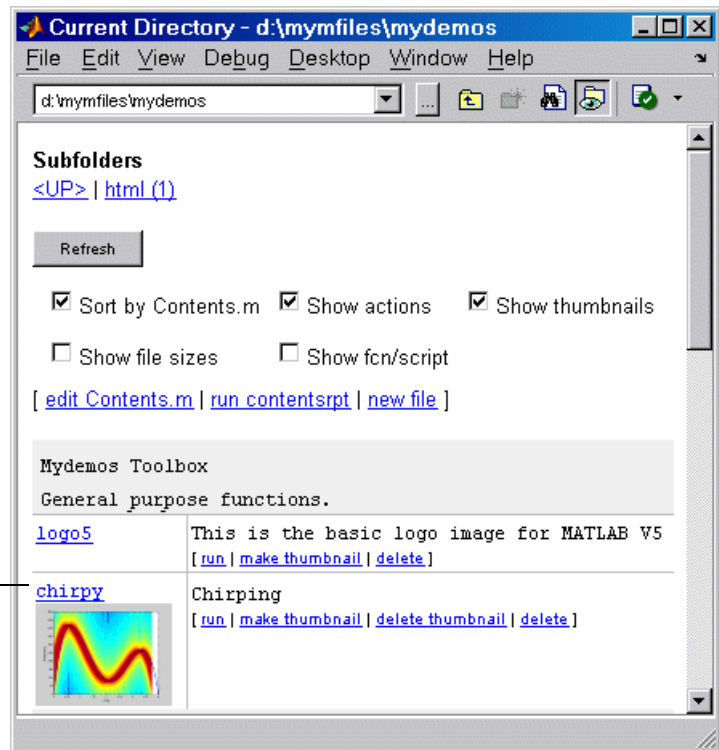 Current Directory - d:\mymfiles\mydemos
File Edit View Debug Desktop Window Help
d:\mymfiles\mydemos
...
Subfolders
<UP> | html (1)
Refresh
Sort by Contents.m Show actions Show thumbnails
Show file sizes Show fcn/script
[ edit Contents.m | run contentsrpt | new file ]
Mydemos Toolbox
General purpose functions.
logo5 This is the basic logo image for MATLAB V5
[ run | make thumbnail | delete ]
chirpy Chirping
[ run | make thumbnail | delete thumbnail | delete ]